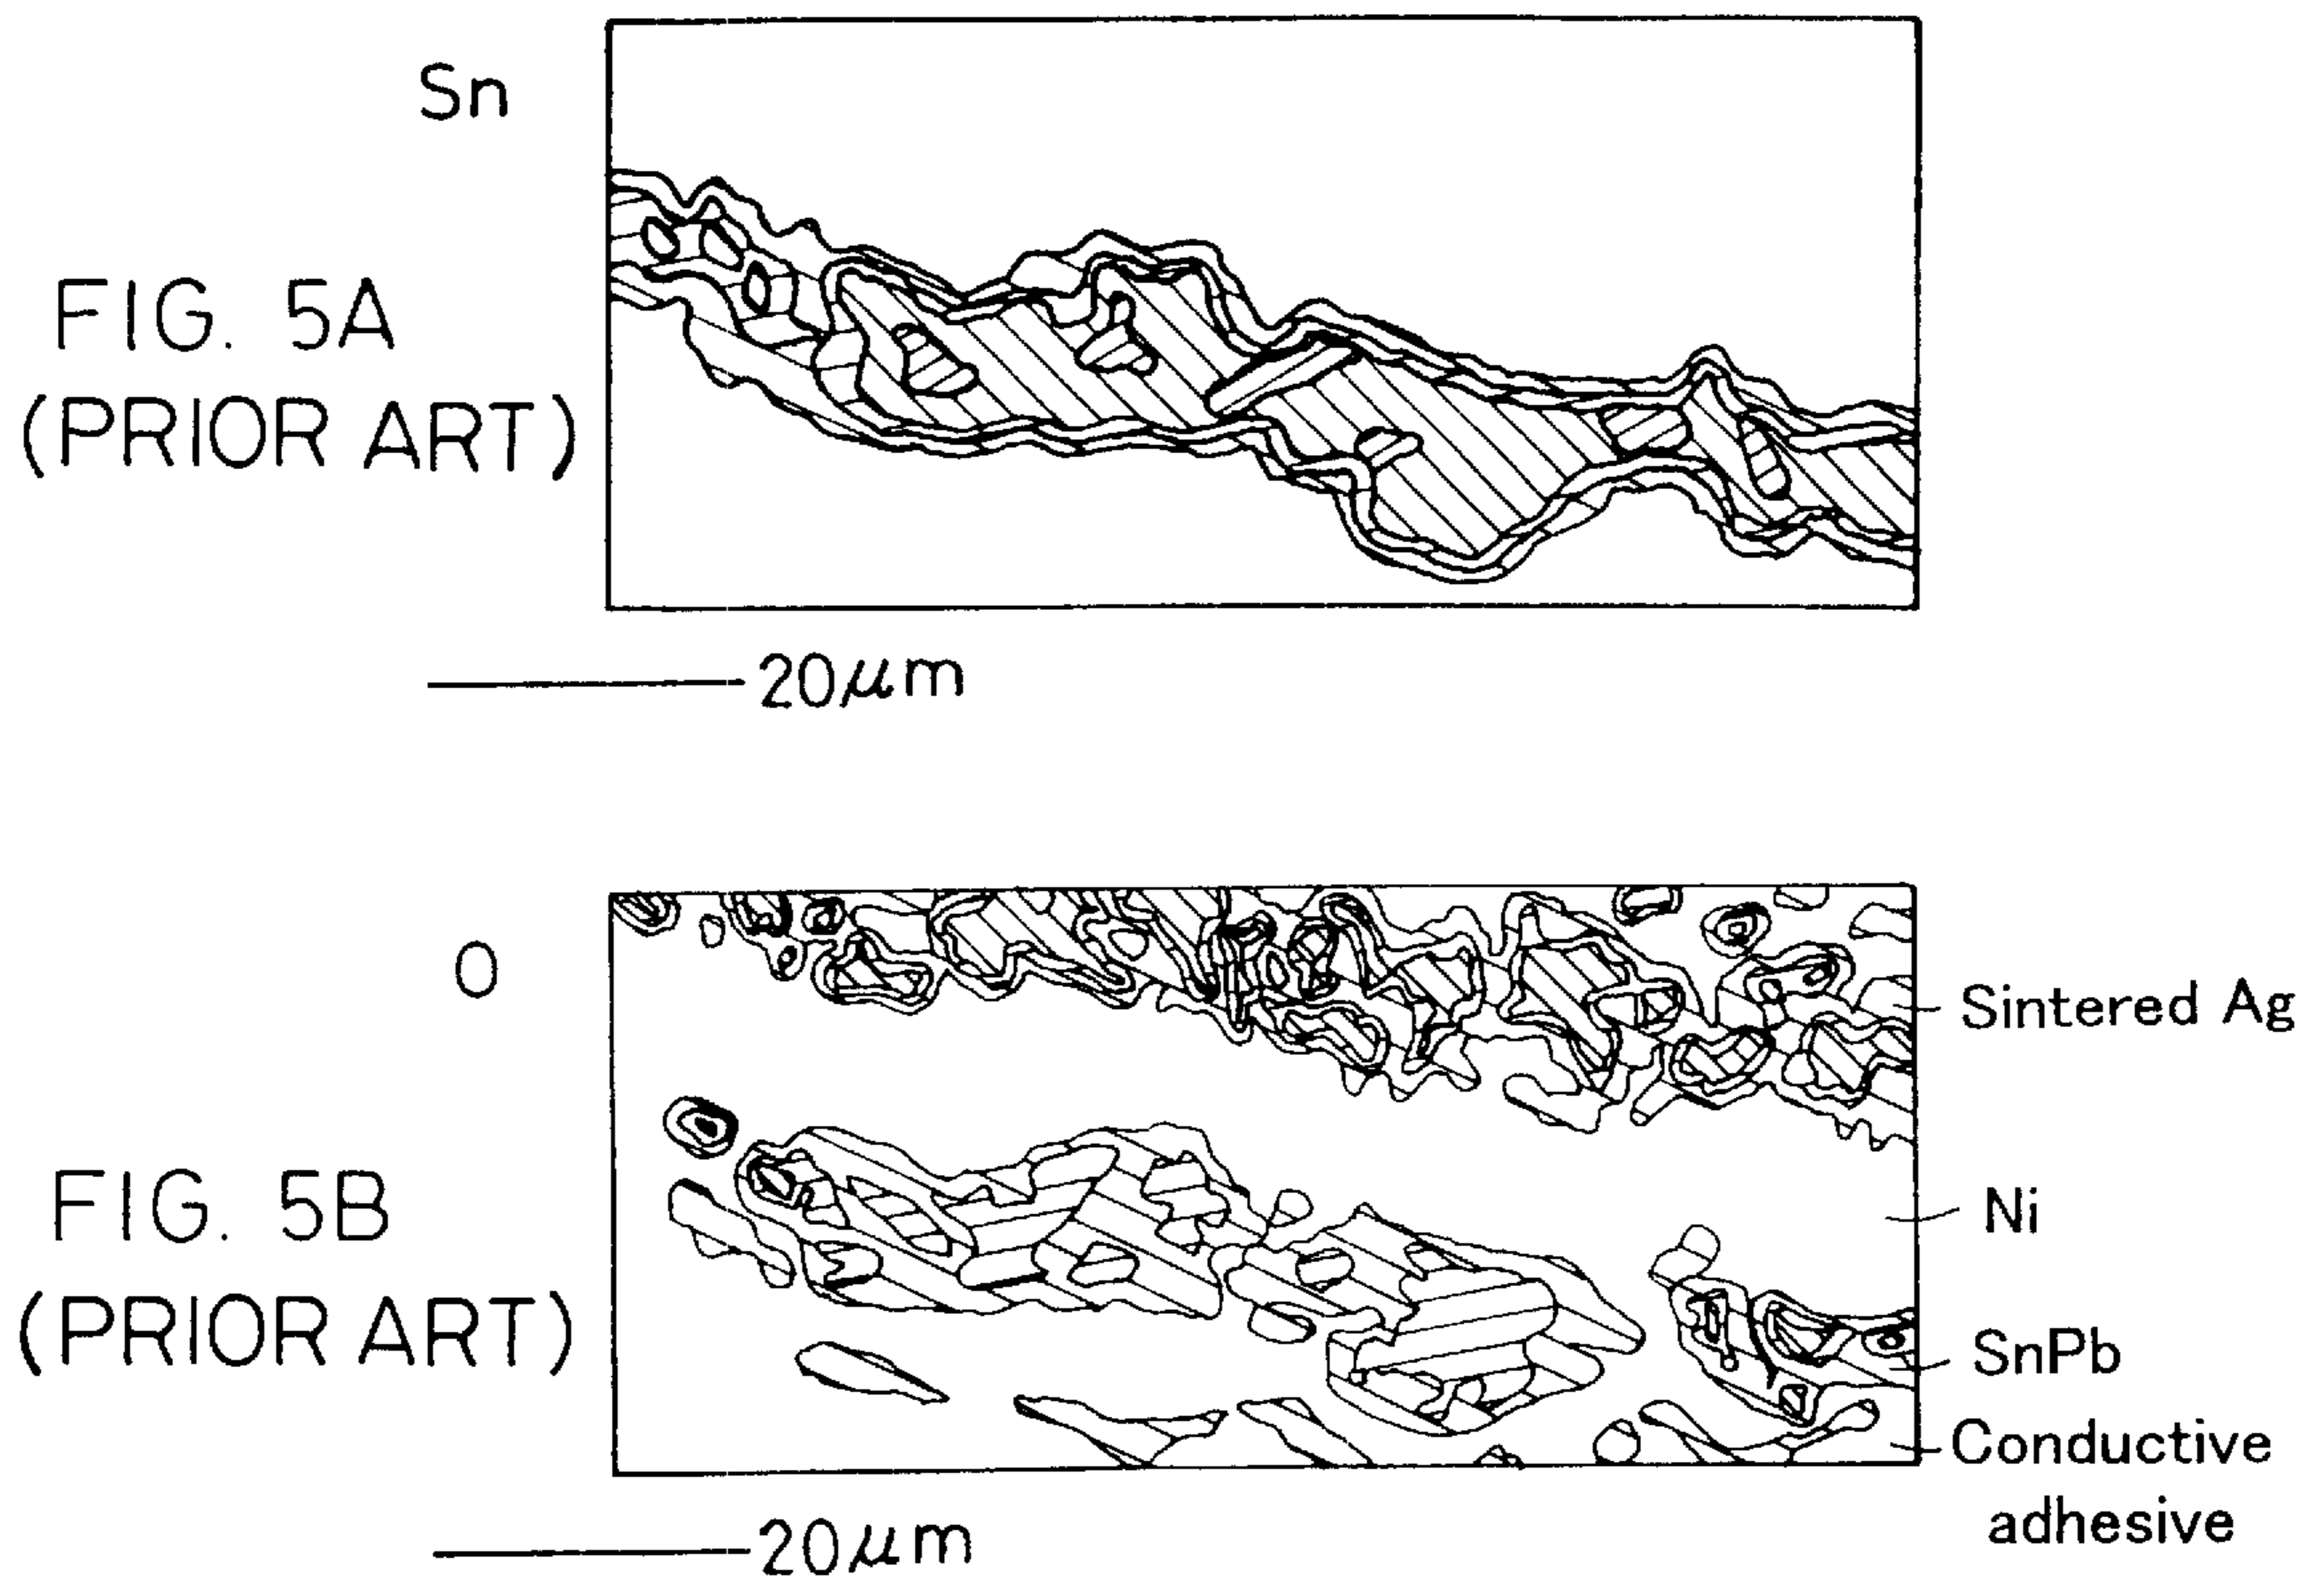 Sn
FIG. 5A
(PRIOR ART)
20μm
O
Sintered Ag
FIG. 5B
Ni
(PRIOR ART)
SnPb
Conductive
adhesive
20μm